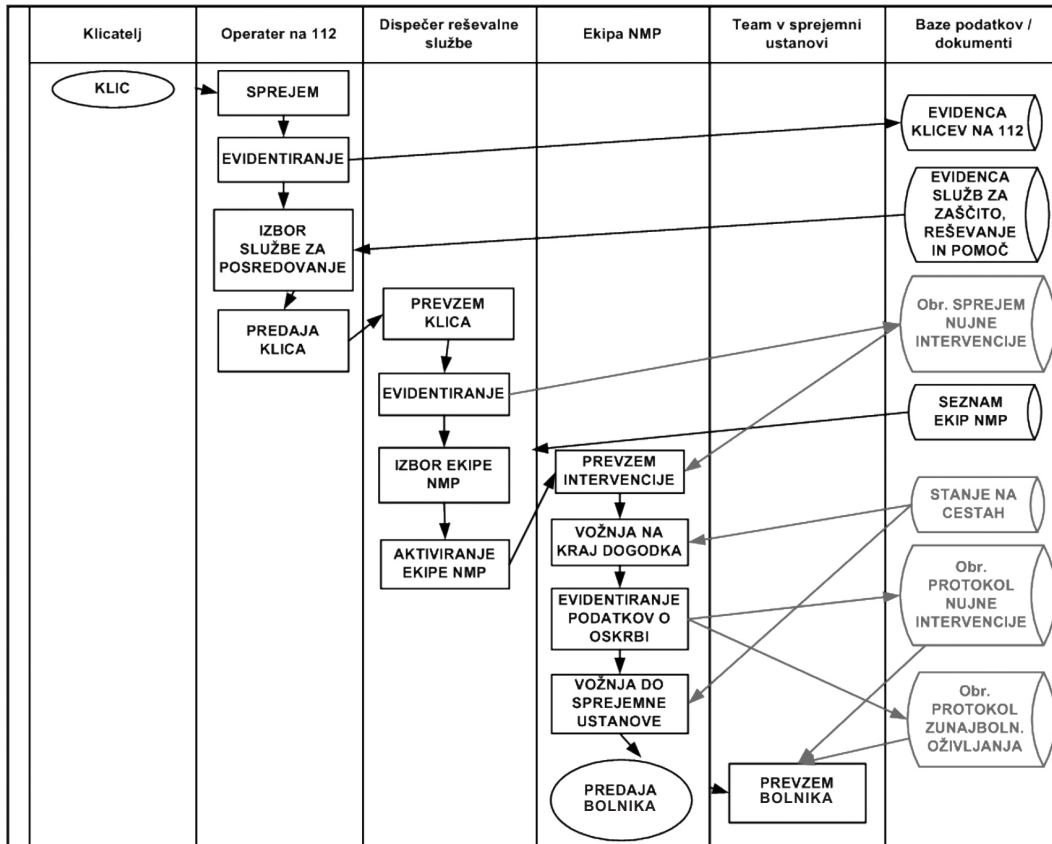 Klicatelj
Operater na 112
Dispečer reševalne
službe
Ekipa NMP
Team v sprejemni
ustanovi
Baze podatkov /
dokumenti
KLIC
SPREJEM
EVIDENTIRANJE
IZBOR
SLUŽBE ZA
POSREDOVANJE
PREDAJA
KLICA
PREVZEM
KLICA
EVIDENTIRANJE
IZBOR EKIPE
NMP
AKTIVIRANJE
EKIPE NMP
PREVZEM
INTERVENCIJE
VOŽNJA NA
KRAJ DOGODKA
EVIDENTIRANJE
PODATKOV O
OSKRBI
VOŽNJA DO
SPREJEMNE
USTANOVE
PREDAJA
BOLNIKA
PREVZEM
BOLNIKA
EVIDENCA
KLICEV NA 112
EVIDENCA
SLUŽB ZA
ZAŠČITO,
REŠEVANJE
IN POMOČ
Obr. SPREJEM
NUJNE
INTERVENCIJE
SEZNAM
EKIP NMP
STANJE NA
CESTAH
Obr.
PROTOKOL
NUJNE
INTERVENCIJE
Obr.
PROTOKOL
ZUNAJBOLN.
OŽIVLJANJA